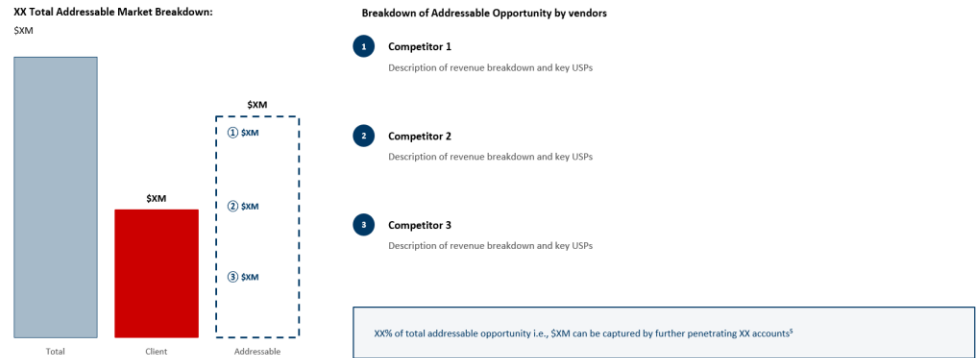 XX Total Addressable Market Breakdown:
$XM
$XM
$XM
① $XM
② $XM
③ $XM
Total
Client
Addressable
Breakdown of Addressable Opportunity by vendors
1 Competitor 1
Description of revenue breakdown and key USPs
2 Competitor 2
Description of revenue breakdown and key USPs
3 Competitor 3
Description of revenue breakdown and key USPs
XX% of total addressable opportunity i.e., $XM can be captured by further penetrating XX accounts⁵